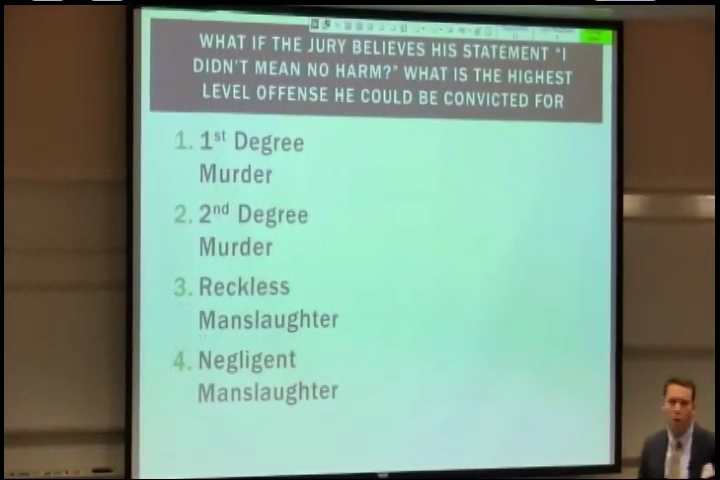 WHAT IF THE JURY BELIEVES HIS STATEMENT "I
DIDN'T MEAN NO HARM?" WHAT IS THE HIGHEST
LEVEL OFFENSE HE COULD BE CONVICTED FOR
1. 1st Degree
Murder
2. 2nd Degree
Murder
3. Reckless
Manslaughter
4. Negligent
Manslaughter